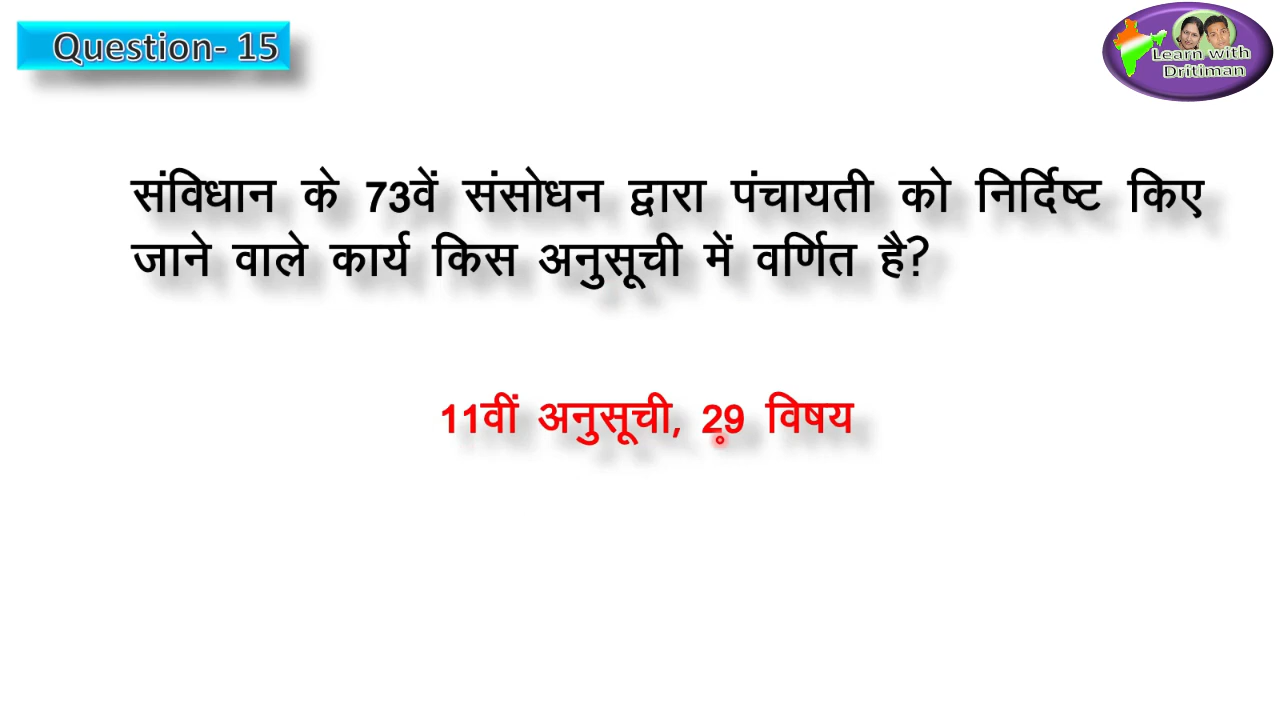 Question- 15
Learn with
Dritiman
संविधान के 73वें संसोधन द्वारा पंचायती को निर्दिष्ट किए
जाने वाले कार्य किस अनुसूची में वर्णित है?
11वीं अनुसूची, 29 विषय